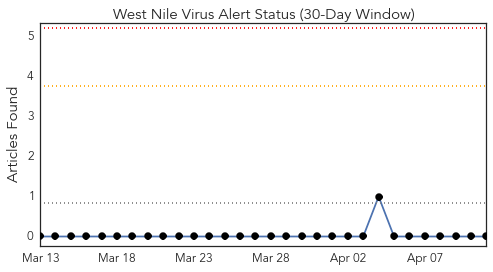 West Nile Virus Alert Status (30-Day Window)
Articles Found
5
4
3
2
1
0
Mar 13 Mar 18 Mar 23 Mar 28 Apr 02 Apr 07